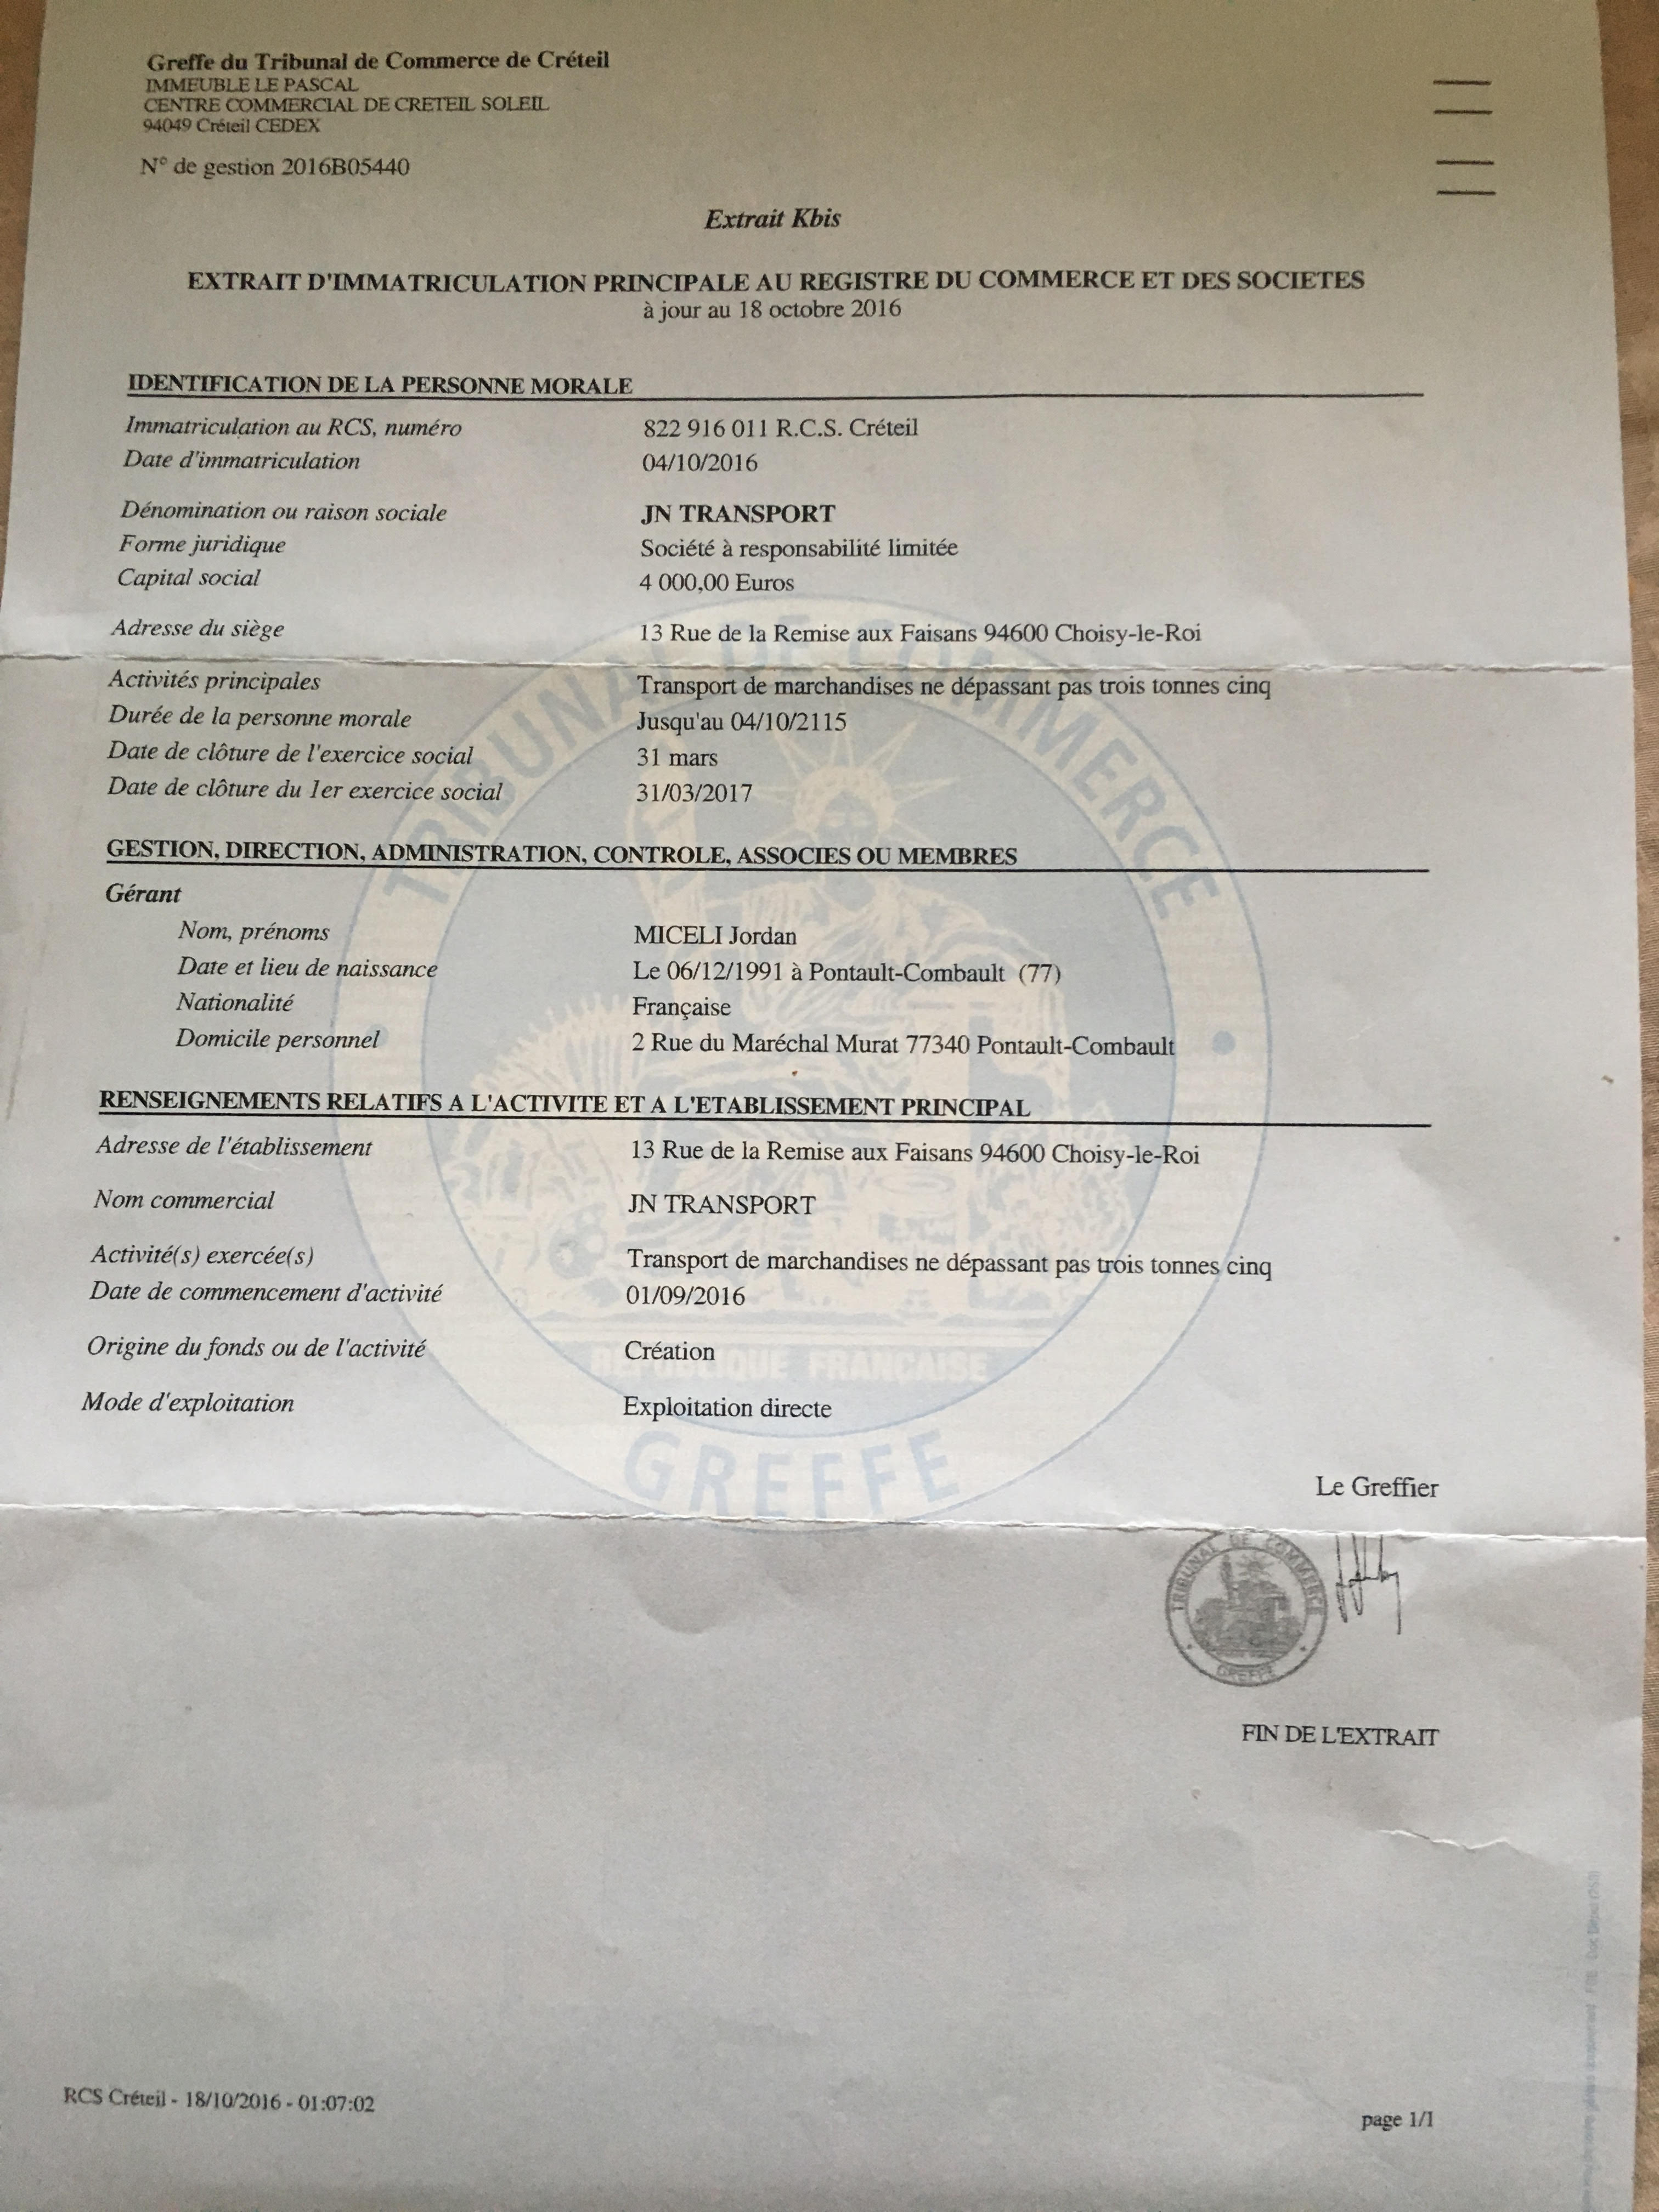 Greffe du Tribunal de Commerce de Créteil
IMMEUBLE LE PASCAL
CENTRE COMMERCIAL DE CRETEIL SOLEIL
94049 Créteil CEDEX
N° de gestion 2016B05440
Extrait Kbis
EXTRAIT D'IMMATRICULATION PRINCIPALE AU REGISTRE DU COMMERCE ET DES SOCIETES
à jour au 18 octobre 2016
IDENTIFICATION DE LA PERSONNE MORALE
Immatriculation au RCS, numéro 822 916 011 R.C.S. Créteil
Date d'immatriculation 04/10/2016
Dénomination ou raison sociale JN TRANSPORT
Forme juridique Société à responsabilité limitée
Capital social 4 000,00 Euros
Adresse du siège 13 Rue de la Remise aux Faisans 94600 Choisy-le-Roi
Activités principales Transport de marchandises ne dépassant pas trois tonnes cinq
Durée de la personne morale Jusqu'au 04/10/2115
Date de clôture de l'exercice social 31 mars
Date de clôture du 1er exercice social 31/03/2017
GESTION, DIRECTION, ADMINISTRATION, CONTROLE, ASSOCIES OU MEMBRES
Gérant
Nom, prénoms MICELI Jordan
Date et lieu de naissance Le 06/12/1991 à Pontault-Combault (77)
Nationalité Française
Domicile personnel 2 Rue du Maréchal Murat 77340 Pontault-Combault
RENSEIGNEMENTS RELATIFS A L'ACTIVITE ET A L'ETABLISSEMENT PRINCIPAL
Adresse de l'établissement 13 Rue de la Remise aux Faisans 94600 Choisy-le-Roi
Nom commercial JN TRANSPORT
Activité(s) exercée(s) Transport de marchandises ne dépassant pas trois tonnes cinq
Date de commencement d'activité 01/09/2016
Origine du fonds ou de l'activité Création
Mode d'exploitation Exploitation directe
TRIBUNAL DE COMMERCE
REPUBLIQUE FRANÇAISE
GREFFE
Le Greffier
TRIBUNAL DE COMMERCE
GREFFE
FIN DE L'EXTRAIT
RCS Créteil - 18/10/2016 - 01:07:02
page 1/1